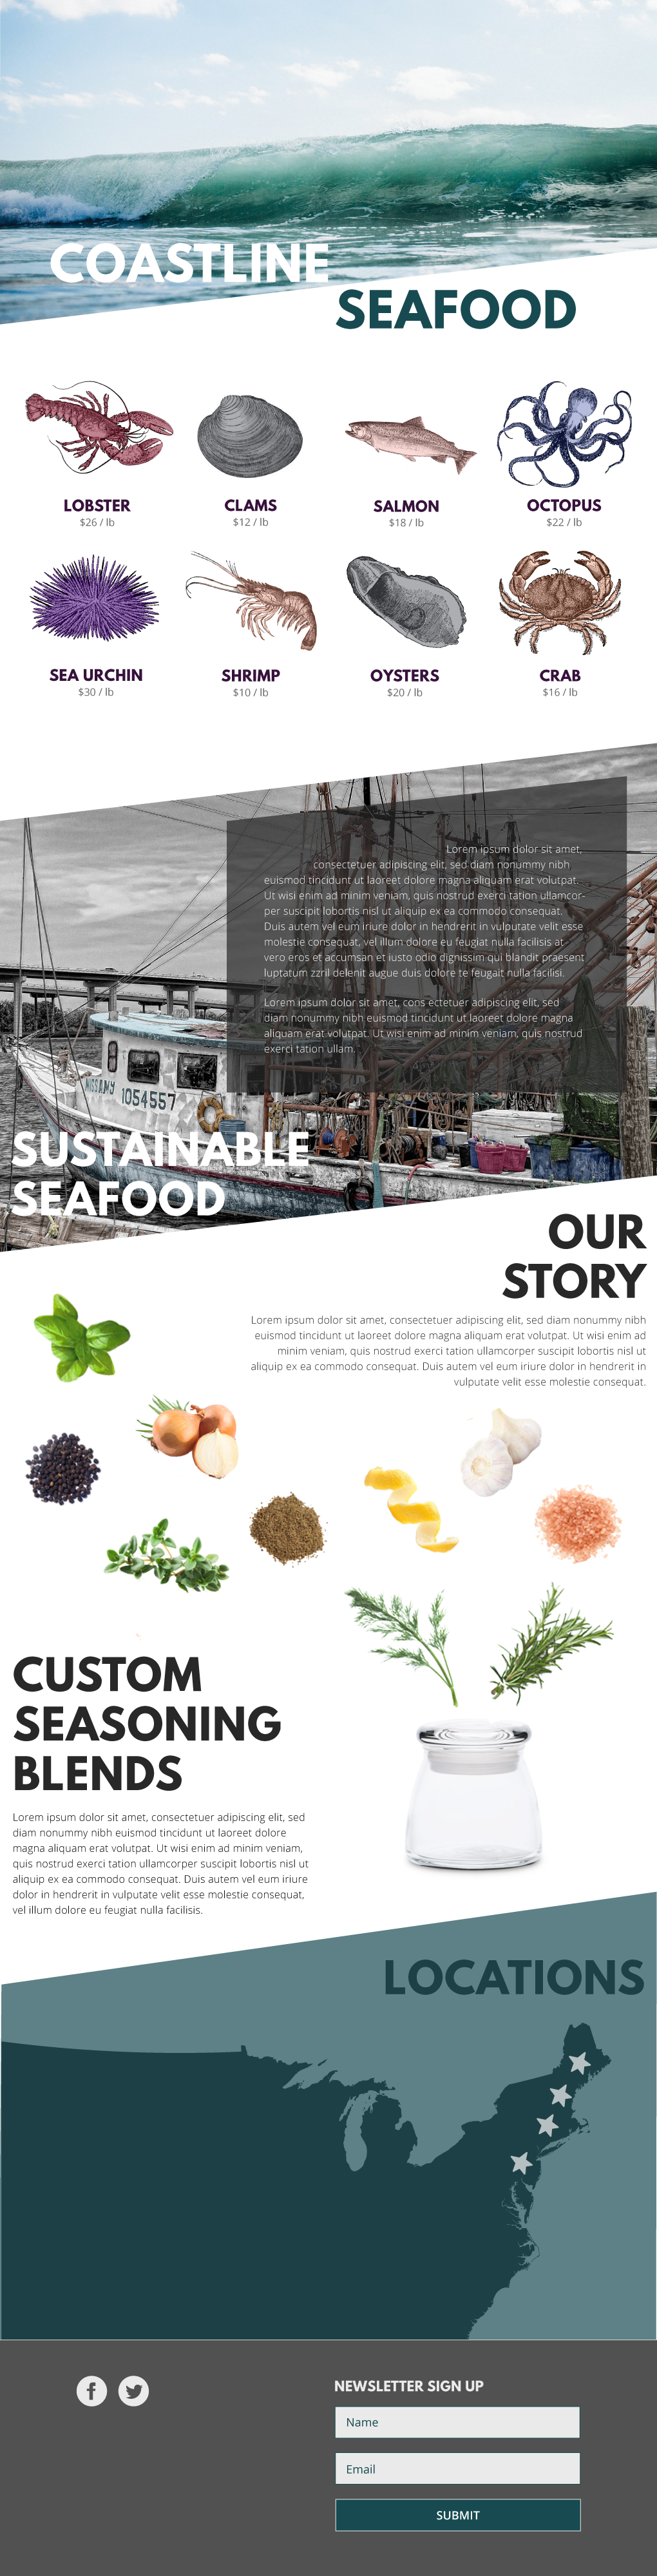 COASTLINE
SEAFOOD
LOBSTER
$26 / lb
CLAMS
$12 / lb
SALMON
$18 / lb
OCTOPUS
$22 / lb
SEA URCHIN
$30 / lb
SHRIMP
$10 / lb
OYSTERS
$20 / lb
CRAB
$16 / lb
Lorem ipsum dolor sit amet,
consectetuer adipiscing elit, sed diam nonummy nibh
euismod tincidunt ut laoreet dolore magna aliquam erat volutpat.
Ut wisi enim ad minim veniam, quis nostrud exerci tation ullamcor-
per suscipit lobortis nisl ut aliquip ex ea commodo consequat.
Duis autem vel eum iriure dolor in hendrerit in vulputate velit esse
molestie consequat, vel illum dolore eu feugiat nulla facilisis at
vero eros et accumsan et iusto odio dignissim qui blandit praesent
luptatum zzril delenit augue duis dolore te feugait nulla facilisi.
Lorem ipsum dolor sit amet, cons ectetuer adipiscing elit, sed
diam nonummy nibh euismod tincidunt ut laoreet dolore magna
aliquam erat volutpat. Ut wisi enim ad minim veniam, quis nostrud
exerci tation ullam.
1054557
SUSTAINABLE
SEAFOOD
OUR
STORY
Lorem ipsum dolor sit amet, consectetuer adipiscing elit, sed diam nonummy nibh
euismod tincidunt ut laoreet dolore magna aliquam erat volutpat. Ut wisi enim ad
minim veniam, quis nostrud exerci tation ullamcorper suscipit lobortis nisl ut
aliquip ex ea commodo consequat. Duis autem vel eum iriure dolor in hendrerit in
vulputate velit esse molestie consequat.
CUSTOM
SEASONING
BLENDS
Lorem ipsum dolor sit amet, consectetuer adipiscing elit, sed
diam nonummy nibh euismod tincidunt ut laoreet dolore
magna aliquam erat volutpat. Ut wisi enim ad minim veniam,
quis nostrud exerci tation ullamcorper suscipit lobortis nisl ut
aliquip ex ea commodo consequat. Duis autem vel eum iriure
dolor in hendrerit in vulputate velit esse molestie consequat,
vel illum dolore eu feugiat nulla facilisis.
LOCATIONS
NEWSLETTER SIGN UP
Name
Email
SUBMIT